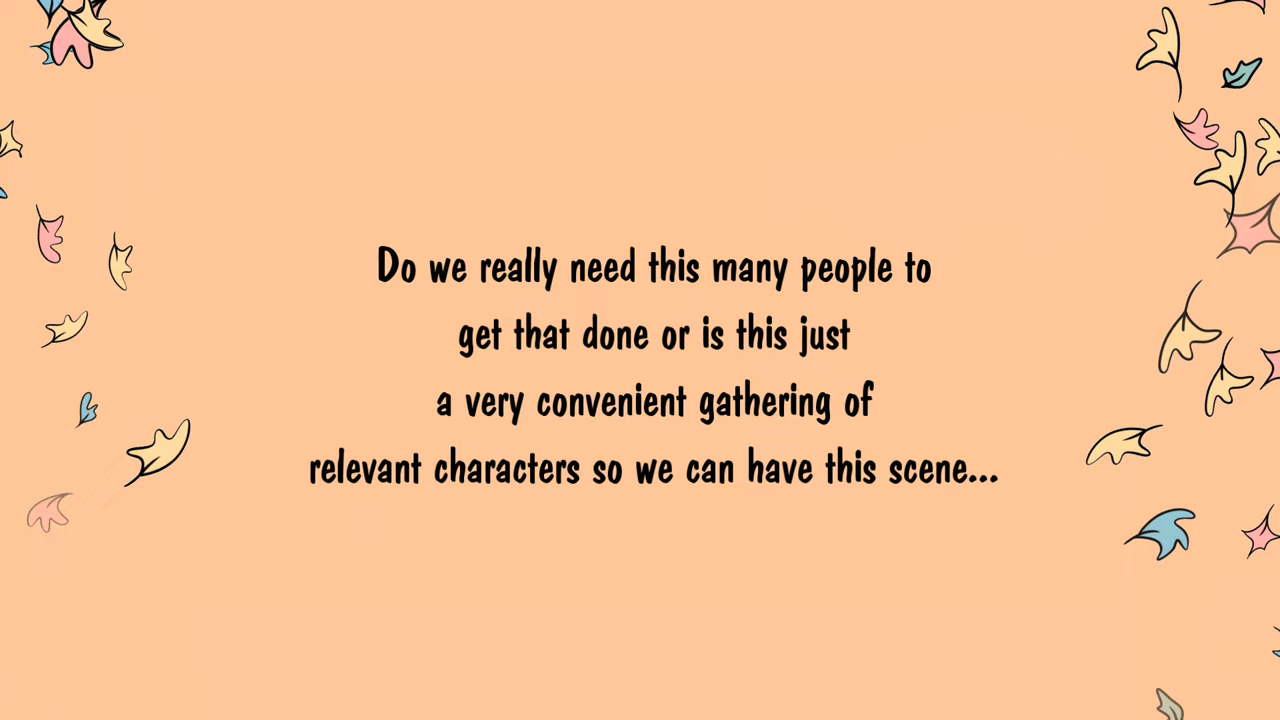 Do we really need this many people to
get that done or is this just
a very convenient gathering of
relevant characters so we can have this scene...